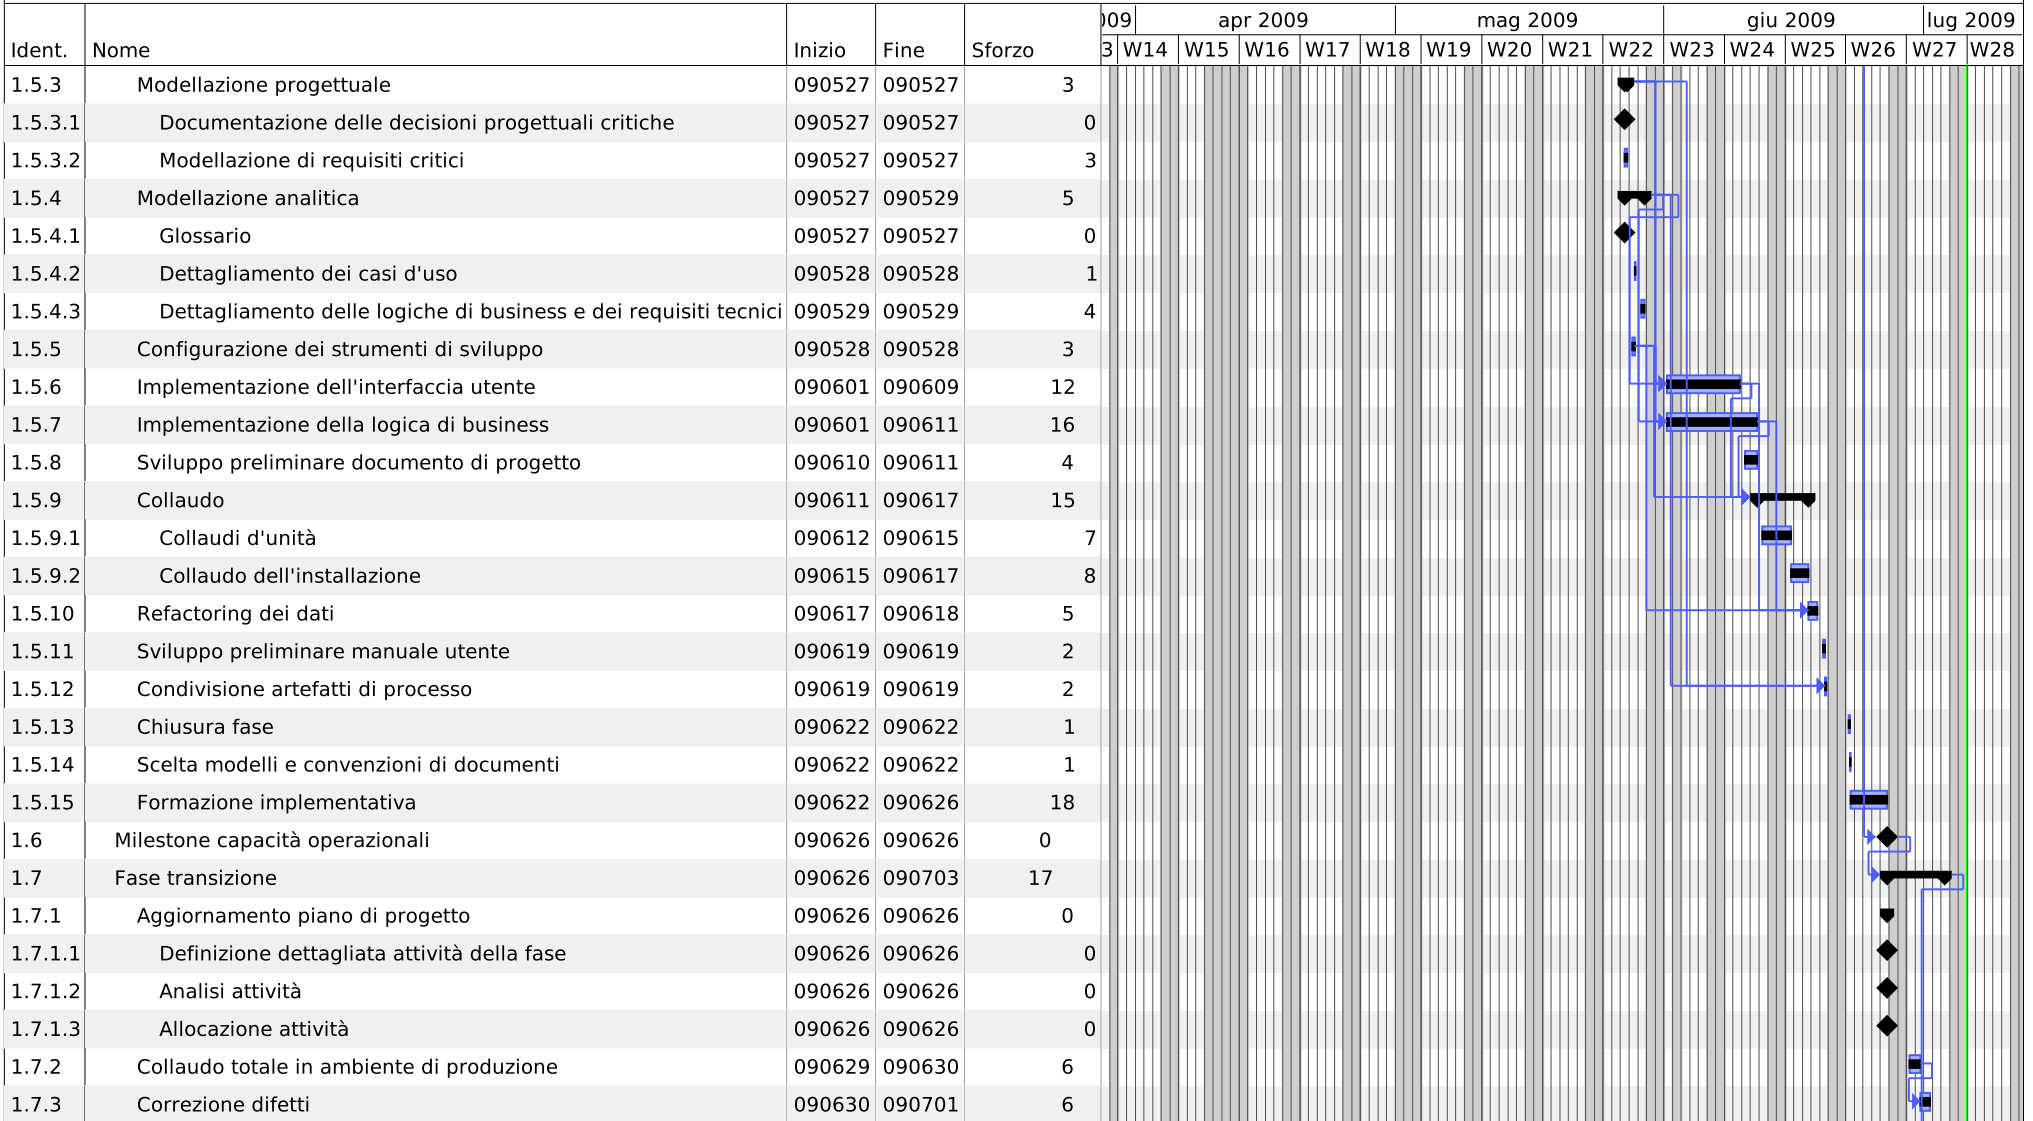 009 apr 2009 mag 2009 giu 2009 lug 2009
Ident. Nome Inizio Fine Sforzo 3 W14 W15 W16 W17 W18 W19 W20 W21 W22 W23 W24 W25 W26 W27 W28
1.5.3 Modellazione progettuale 090527 090527 3
1.5.3.1 Documentazione delle decisioni progettuali critiche 090527 090527 0
1.5.3.2 Modellazione di requisiti critici 090527 090527 3
1.5.4 Modellazione analitica 090527 090529 5
1.5.4.1 Glossario 090527 090527 0
1.5.4.2 Dettagliamento dei casi d'uso 090528 090528 1
1.5.4.3 Dettagliamento delle logiche di business e dei requisiti tecnici 090529 090529 4
1.5.5 Configurazione dei strumenti di sviluppo 090528 090528 3
1.5.6 Implementazione dell'interfaccia utente 090601 090609 12
1.5.7 Implementazione della logica di business 090601 090611 16
1.5.8 Sviluppo preliminare documento di progetto 090610 090611 4
1.5.9 Collaudo 090611 090617 15
1.5.9.1 Collaudi d'unità 090612 090615 7
1.5.9.2 Collaudo dell'installazione 090615 090617 8
1.5.10 Refactoring dei dati 090617 090618 5
1.5.11 Sviluppo preliminare manuale utente 090619 090619 2
1.5.12 Condivisione artefatti di processo 090619 090619 2
1.5.13 Chiusura fase 090622 090622 1
1.5.14 Scelta modelli e convenzioni di documenti 090622 090622 1
1.5.15 Formazione implementativa 090622 090626 18
1.6 Milestone capacità operazionali 090626 090626 0
1.7 Fase transizione 090626 090703 17
1.7.1 Aggiornamento piano di progetto 090626 090626 0
1.7.1.1 Definizione dettagliata attività della fase 090626 090626 0
1.7.1.2 Analisi attività 090626 090626 0
1.7.1.3 Allocazione attività 090626 090626 0
1.7.2 Collaudo totale in ambiente di produzione 090629 090630 6
1.7.3 Correzione difetti 090630 090701 6